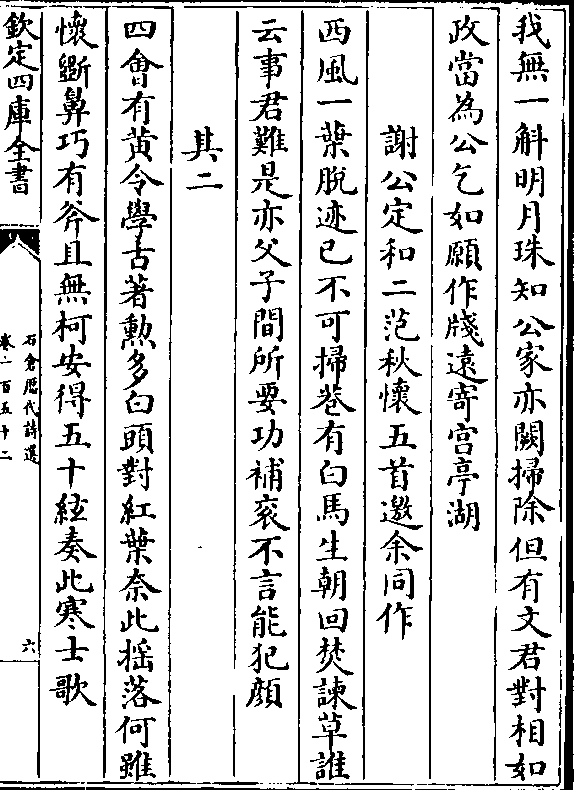 我無一斛明月珠知公家亦闕掃除但有文君對相如
政當為公乞如願作牋逺寄宫亭湖
謝公定和二范秋懷五首邀余同作
西風一葉脫迹已不可掃巷有白馬生朝回焚諫草誰
云事君難是亦父子間所要功補衮不言能犯顔
其二
四會有黄令學古著勲多白頭對紅葉奈此揺落何雖
懷斵鼻巧有斧且無柯安得五十絃奏此寒士歌
欽定四庫全書
石倉歴代詩選
卷一百五十二
六